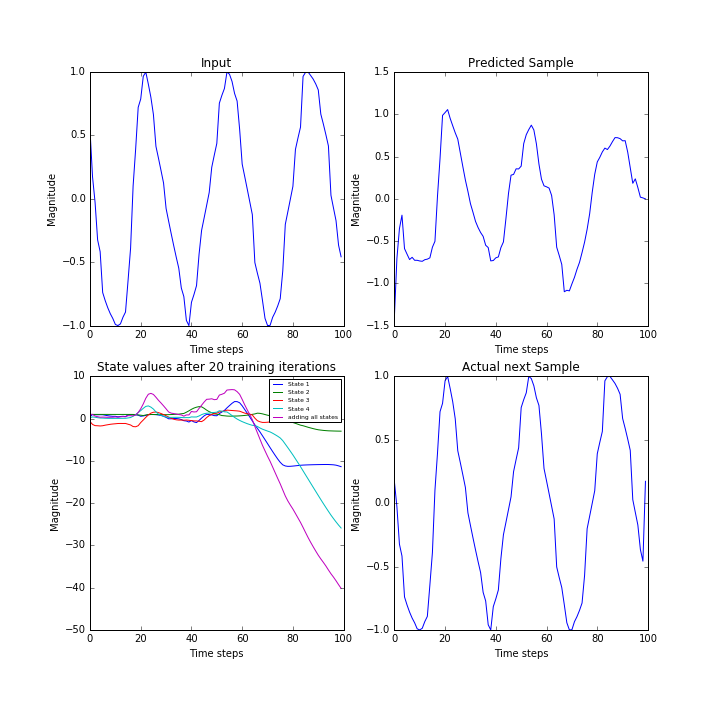 Input
1.0
0.5
0.0
−0.5
−1.0
Magnitude
0 20 40 60 80 100
Time steps
Predicted Sample
1.5
1.0
0.5
0.0
−0.5
−1.0
−1.5
Magnitude
0 20 40 60 80 100
Time steps
State values after 20 training iterations
10
0
−10
−20
−30
−40
−50
Magnitude
State 1
State 2
State 3
State 4
adding all states
0 20 40 60 80 100
Time steps
Actual next Sample
1.0
0.5
0.0
−0.5
−1.0
Magnitude
0 20 40 60 80 100
Time steps